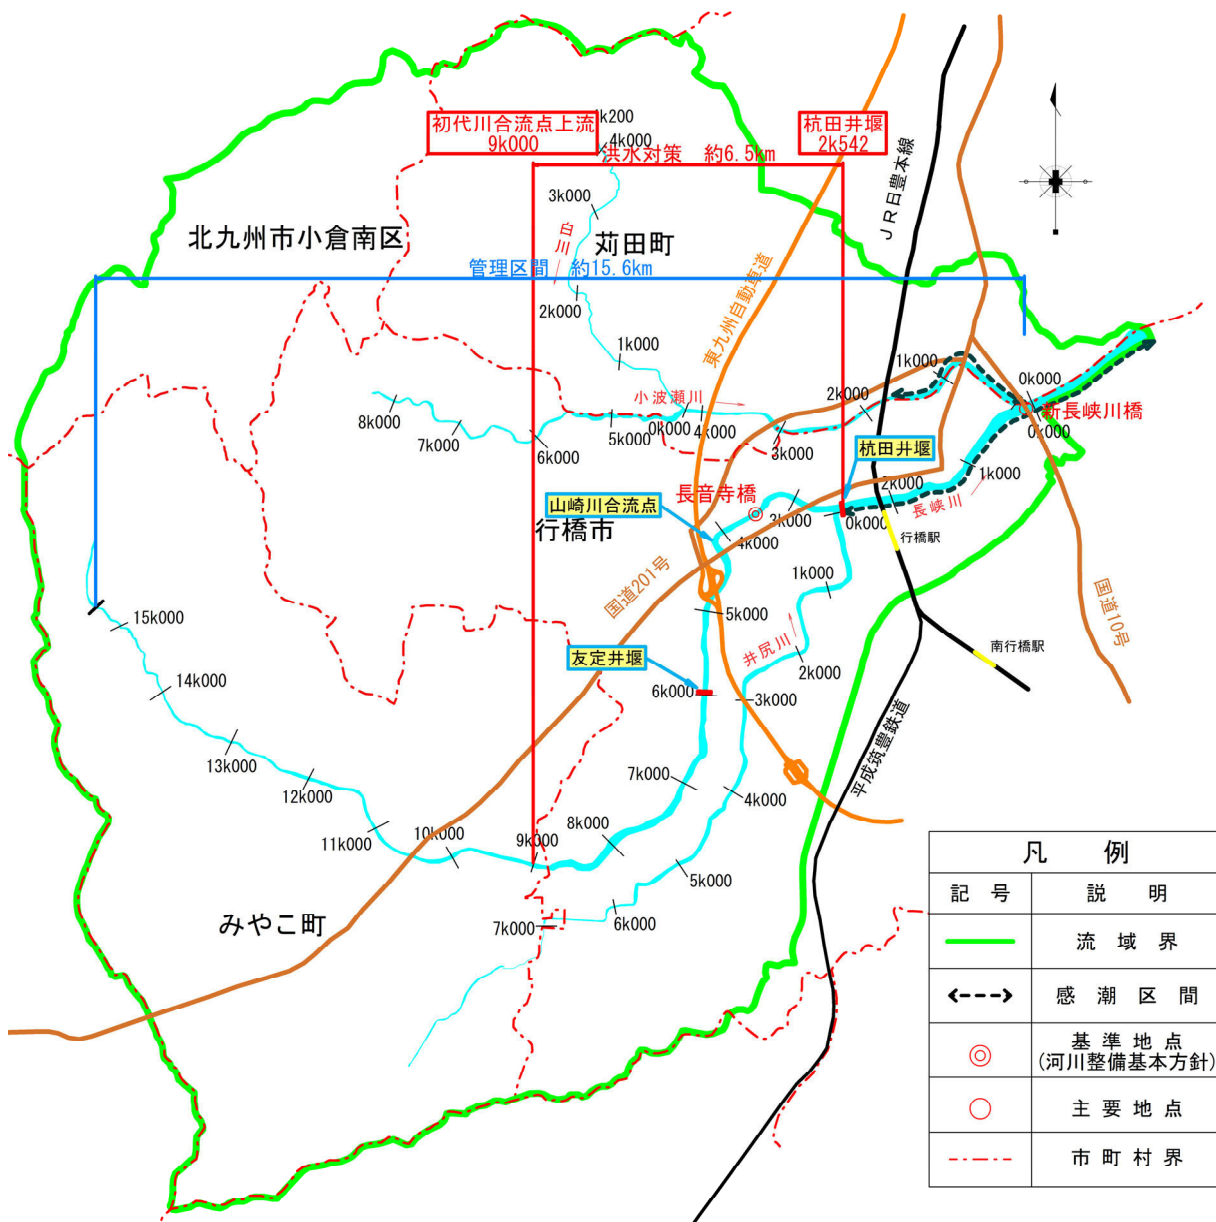 初代川合流点上流
9k000
杭田井堰
2k542
k200
4k000
洪水対策 約6.5km
3k000
白川
北九州市小倉南区
苅田町
管理区間 約15.6km
2k000
1k000
東九州自動車道
JR日豊本線
小波瀬川
8k000
7k000
6k000
5k000
0k000
4k000
3k000
2k000
1k000
0k000
新長峡川橋
0k000
1k000
2k000
長峡川
杭田井堰
長音寺橋
山崎川合流点
行橋市
3k000
0k000
4k000
行橋駅
国道201号
国道10号
1k000
5k000
井尻川
2k000
南行橋駅
友定井堰
6k000
3k000
平成筑豊鉄道
15k000
14k000
13k000
12k000
11k000
10k000
9k000
8k000
7k000
4k000
5k000
6k000
7k000
みやこ町
凡例
記号 説明
流域界
感潮区間
基準地点
(河川整備基本方針)
主要地点
市町村界